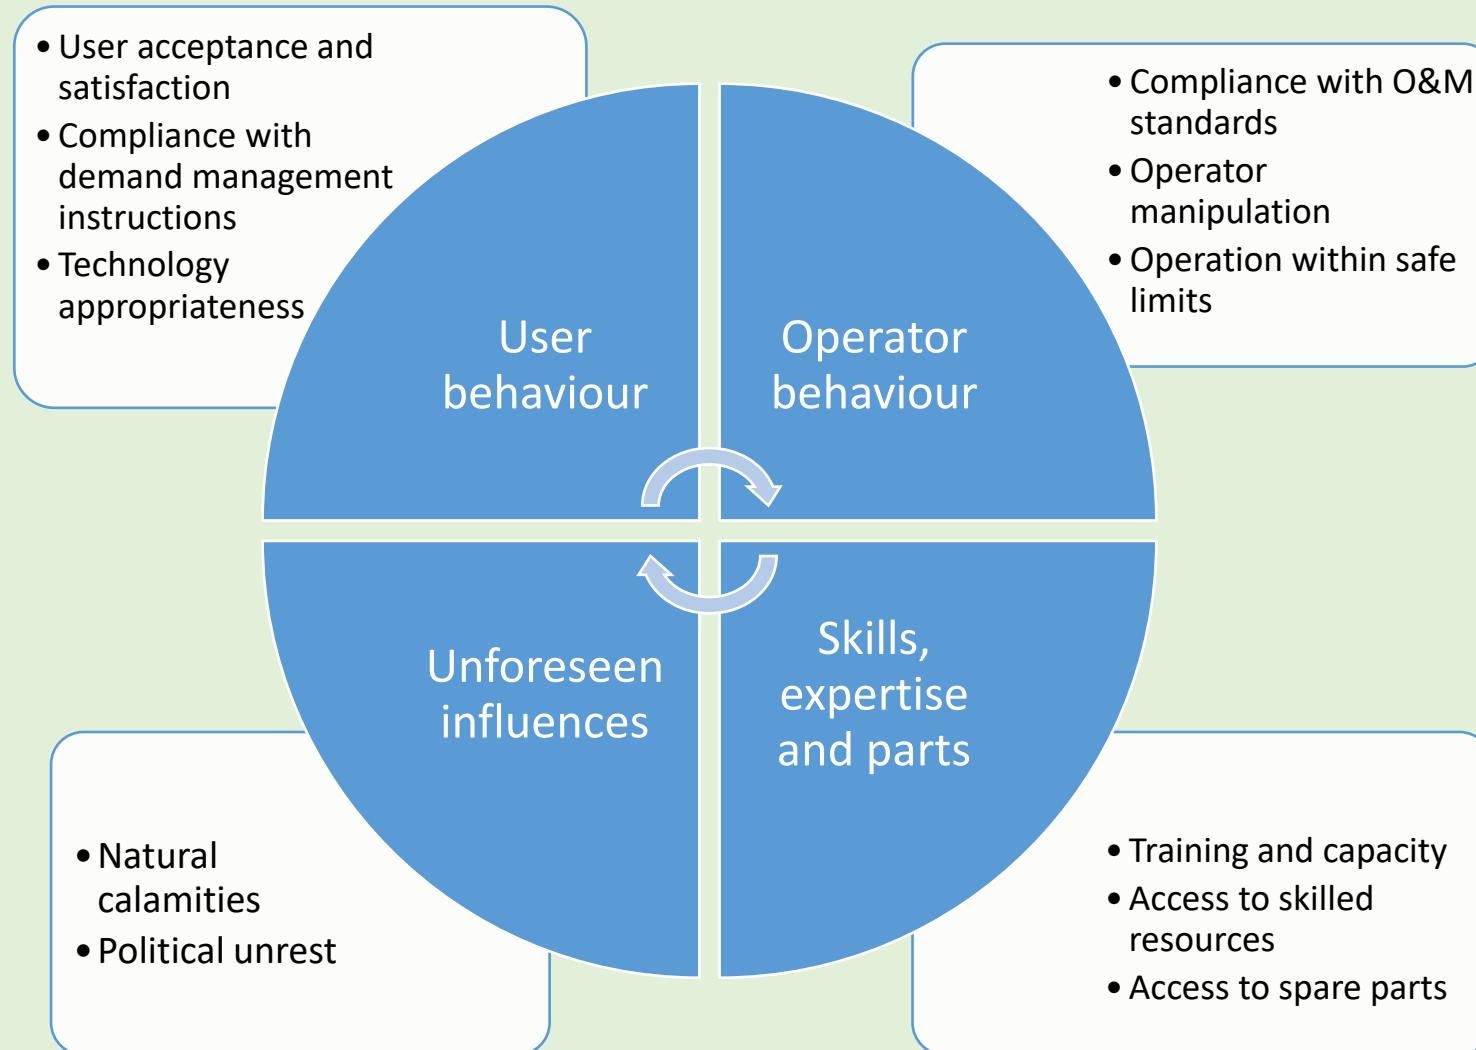 • User acceptance and
satisfaction
• Compliance with
demand management
instructions
• Technology
appropriateness
• Compliance with O&M
standards
• Operator
manipulation
• Operation within safe
limits
User
behaviour
Operator
behaviour
Unforeseen
influences
Skills,
expertise
and parts
• Natural
calamities
• Political unrest
• Training and capacity
• Access to skilled
resources
• Access to spare parts